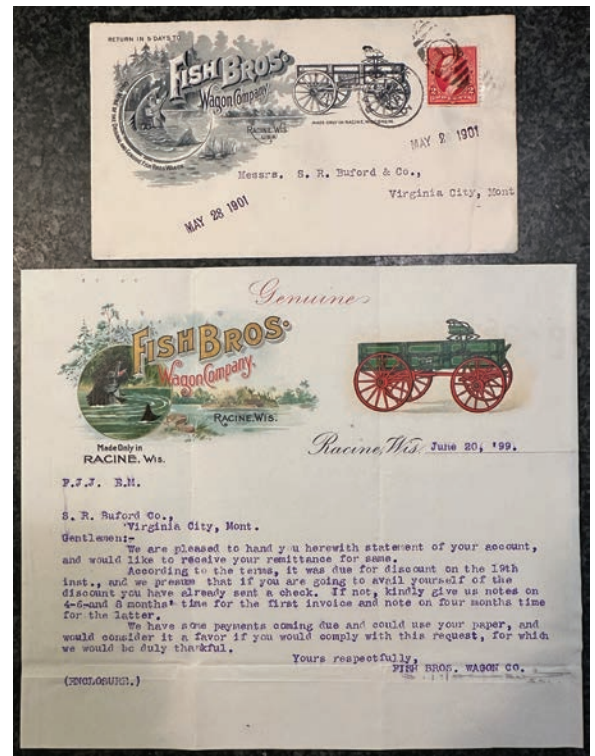 RETURN IN 5 DAYS TO
FISH BROS.
Wagon Company
RACINE, WIS.
U.S.A.
MADE ONLY IN RACINE, WISCONSIN.
MAY 28 1901
Messrs. S. R. Buford & Co.,
Virginia City, Mont
MAY 28 1901
Genuine
FISH BROS.
Wagon Company.
RACINE, WIS.
Made Only in
RACINE, WIS.
Racine, Wis. June 20, '99.
F.J.J. E.M.
S. R. Buford Co.,
Virginia City, Mont.
Gentlemen:-
We are pleased to hand you herewith statement of your account,
and would like to receive your remittance for same.
According to the terms, it was due for discount on the 19th
inst., and we presume that if you are going to avail yourself of the
discount you have already sent a check. If not, kindly give us notes on
4-6-and 8 months' time for the first invoice and note on four months time
for the latter.
We have some payments coming due and could use your paper, and
would consider it a favor if you would comply with this request, for which
we would be duly thankful.
Yours respectfully,
FISH BROS. WAGON CO.
(ENCLOSURE.)